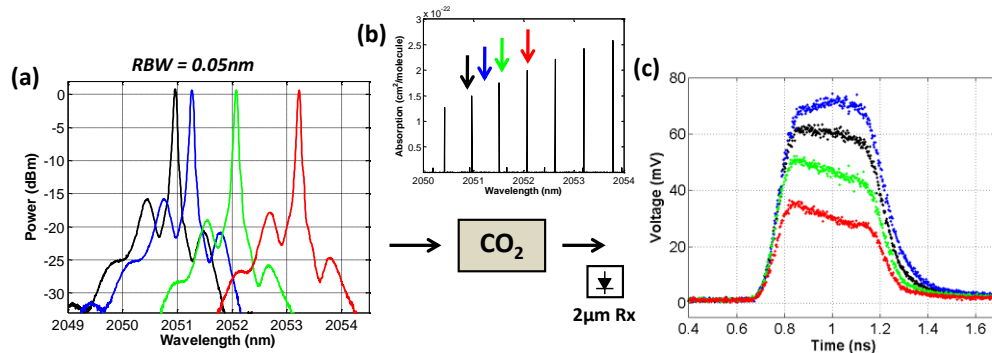 (a)
RBW = 0.05nm
Power (dBm)
0
-5
-10
-15
-20
-25
-30
2049 2050 2051 2052 2053 2054
Wavelength (nm)
(b)
x 10⁻²²
Absorption (cm²/molecule)
3
2.5
2
1.5
1
0.5
2050 2051 2052 2053 2054
Wavelength (nm)
CO₂
2μm Rx
(c)
Voltage (mV)
80
60
40
20
0
0.4 0.6 0.8 1.0 1.2 1.4 1.6
Time (ns)